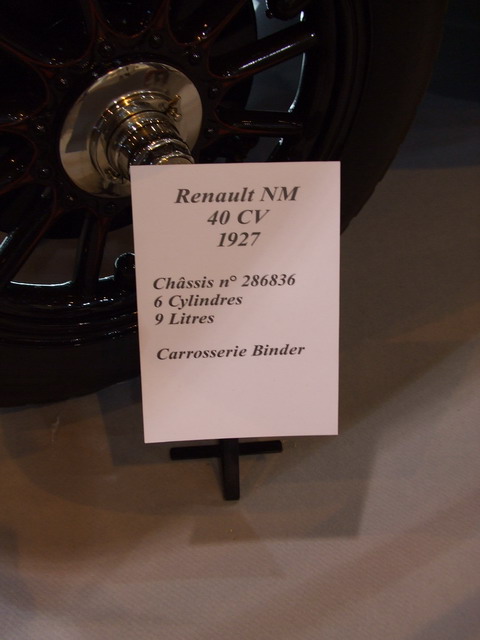 Renault NM
40 CV
1927
Châssis n° 286836
6 Cylindres
9 Litres
Carrosserie Binder